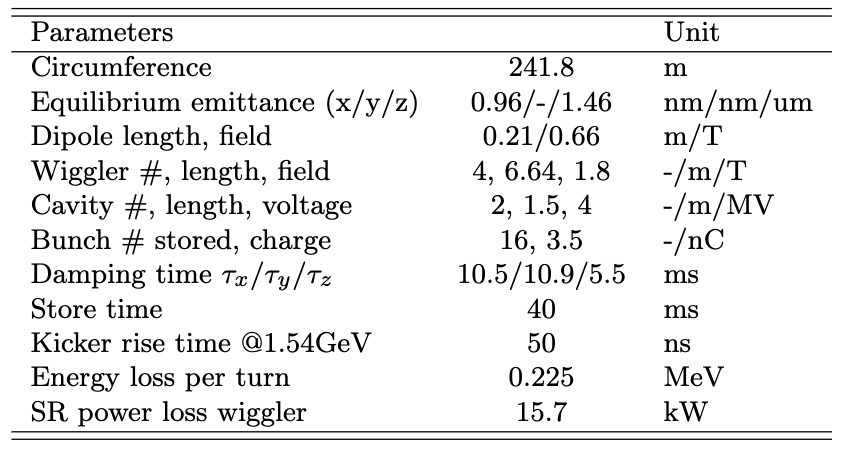 Parameters Unit
Circumference 241.8 m
Equilibrium emittance (x/y/z) 0.96/-/1.46 nm/nm/um
Dipole length, field 0.21/0.66 m/T
Wiggler #, length, field 4, 6.64, 1.8 -/m/T
Cavity #, length, voltage 2, 1.5, 4 -/m/MV
Bunch # stored, charge 16, 3.5 -/nC
Damping time τx/τy/τz 10.5/10.9/5.5 ms
Store time 40 ms
Kicker rise time @1.54GeV 50 ns
Energy loss per turn 0.225 MeV
SR power loss wiggler 15.7 kW